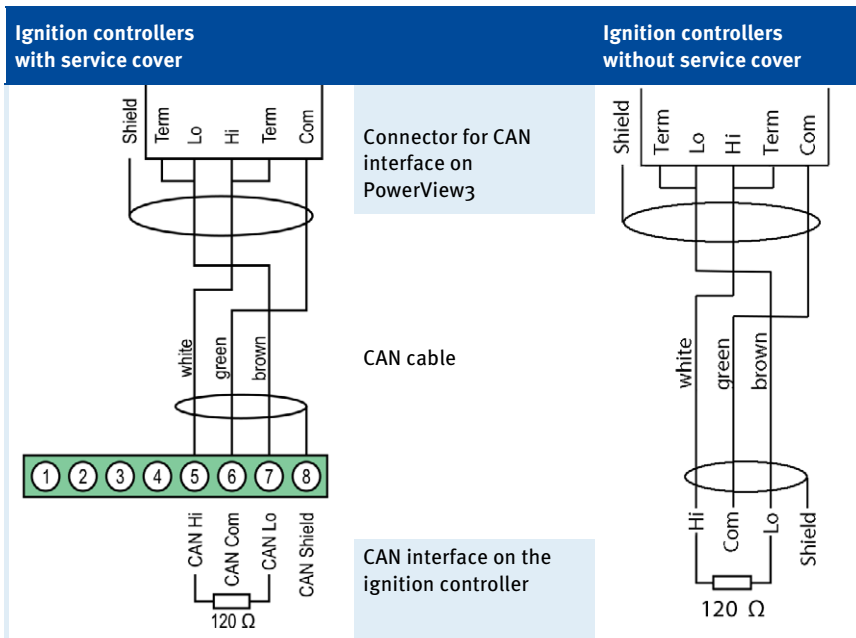 Ignition controllers
with service cover
Ignition controllers
without service cover
Shield
Term
Lo
Hi
Term
Com
Connector for CAN
interface on
PowerView3
Shield
Term
Lo
Hi
Term
Com
white
green
brown
CAN cable
white
green
brown
1 2 3 4 5 6 7 8
CAN Hi
CAN Com
CAN Lo
CAN Shield
120 Ω
CAN interface on the
ignition controller
Hi
Com
Lo
Shield
120 Ω